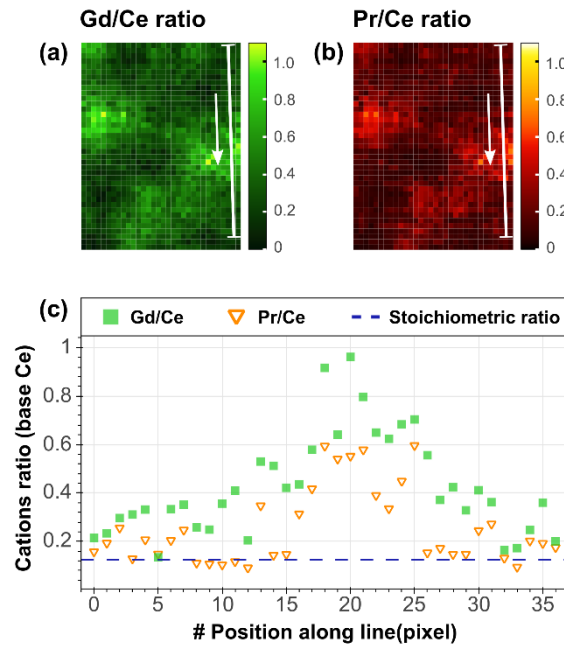 Gd/Ce ratio
Pr/Ce ratio
(a)
(b)
1.0
0.8
0.6
0.4
0.2
0
1.0
0.8
0.6
0.4
0.2
0
(c)
Gd/Ce
Pr/Ce
Stoichiometric ratio
Cations ratio (base Ce)
1
0.8
0.6
0.4
0.2
0 5 10 15 20 25 30 35
# Position along line(pixel)